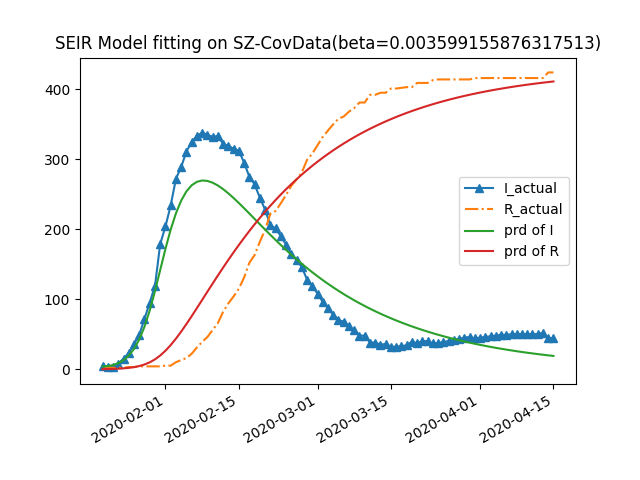 SEIR Model fitting on SZ-CovData(beta=0.003599155876317513)
400
300
200
100
0
I_actual
R_actual
prd of I
prd of R
2020-02-01
2020-02-15
2020-03-01
2020-03-15
2020-04-01
2020-04-15